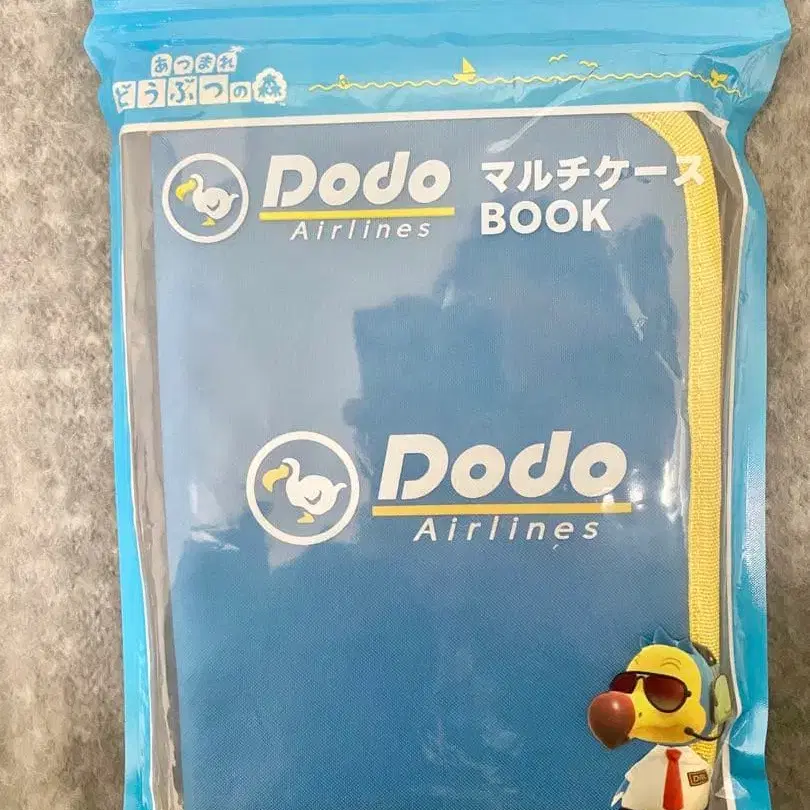 あつまれ
どうぶつの森
Dodo
Airlines
マルチケース
BOOK
Dodo
Airlines